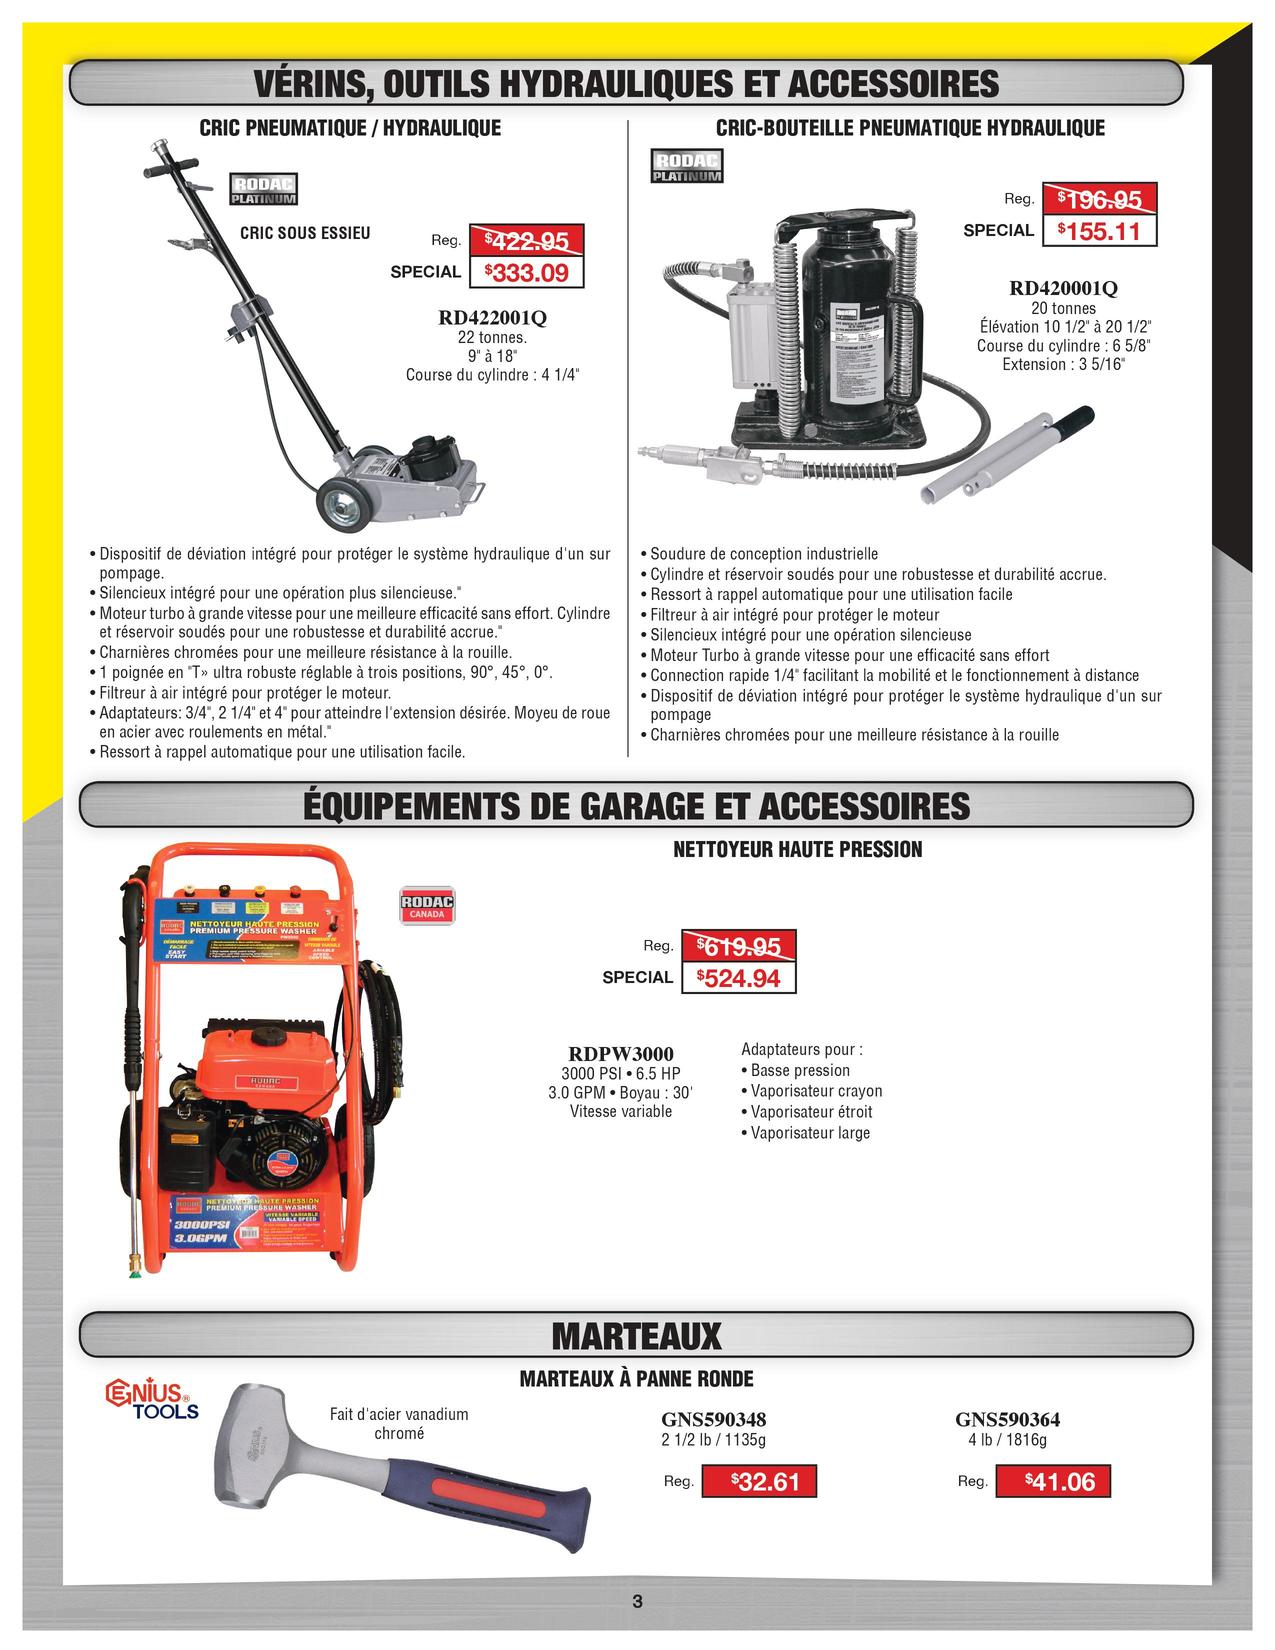 VÉRINS, OUTILS HYDRAULIQUES ET ACCESSOIRES
CRIC PNEUMATIQUE / HYDRAULIQUE
RODAC
PLATINUM
CRIC SOUS ESSIEU
Reg. $422.95
SPECIAL $333.09
RD422001Q
22 tonnes.
9" à 18"
Course du cylindre : 4 1/4"
• Dispositif de déviation intégré pour protéger le système hydraulique d'un sur
pompage.
• Silencieux intégré pour une opération plus silencieuse."
• Moteur turbo à grande vitesse pour une meilleure efficacité sans effort. Cylindre
et réservoir soudés pour une robustesse et durabilité accrue."
• Charnières chromées pour une meilleure résistance à la rouille.
• 1 poignée en "T» ultra robuste réglable à trois positions, 90°, 45°, 0°.
• Filtreur à air intégré pour protéger le moteur.
• Adaptateurs: 3/4", 2 1/4" et 4" pour atteindre l'extension désirée. Moyeu de roue
en acier avec roulements en métal."
• Ressort à rappel automatique pour une utilisation facile.
CRIC-BOUTEILLE PNEUMATIQUE HYDRAULIQUE
RODAC
PLATINUM
Reg. $196.95
SPECIAL $155.11
RD420001Q
20 tonnes
Élévation 10 1/2" à 20 1/2"
Course du cylindre : 6 5/8"
Extension : 3 5/16"
• Soudure de conception industrielle
• Cylindre et réservoir soudés pour une robustesse et durabilité accrue.
• Ressort à rappel automatique pour une utilisation facile
• Filtreur à air intégré pour protéger le moteur
• Silencieux intégré pour une opération silencieuse
• Moteur Turbo à grande vitesse pour une efficacité sans effort
• Connection rapide 1/4" facilitant la mobilité et le fonctionnement à distance
• Dispositif de déviation intégré pour protéger le système hydraulique d'un sur
pompage
• Charnières chromées pour une meilleure résistance à la rouille
ÉQUIPEMENTS DE GARAGE ET ACCESSOIRES
NETTOYEUR HAUTE PRESSION
RODAC
CANADA
NETTOYEUR HAUTE PRESSION
PREMIUM PRESSURE WASHER
DÉMARRAGE
FACILE
EASY
START
RODAC
NETTOYEUR HAUTE PRESSION
PREMIUM PRESSURE WASHER
VITESSE VARIABLE
VARIABLE SPEED
3000PSI
3.0GPM
Reg. $619.95
SPECIAL $524.94
RDPW3000
3000 PSI • 6.5 HP
3.0 GPM • Boyau : 30'
Vitesse variable
Adaptateurs pour :
• Basse pression
• Vaporisateur crayon
• Vaporisateur étroit
• Vaporisateur large
MARTEAUX
MARTEAUX À PANNE RONDE
GENIUS®
TOOLS
Fait d'acier vanadium
chromé
GNS590348
2 1/2 lb / 1135g
Reg. $32.61
GNS590364
4 lb / 1816g
Reg. $41.06
3